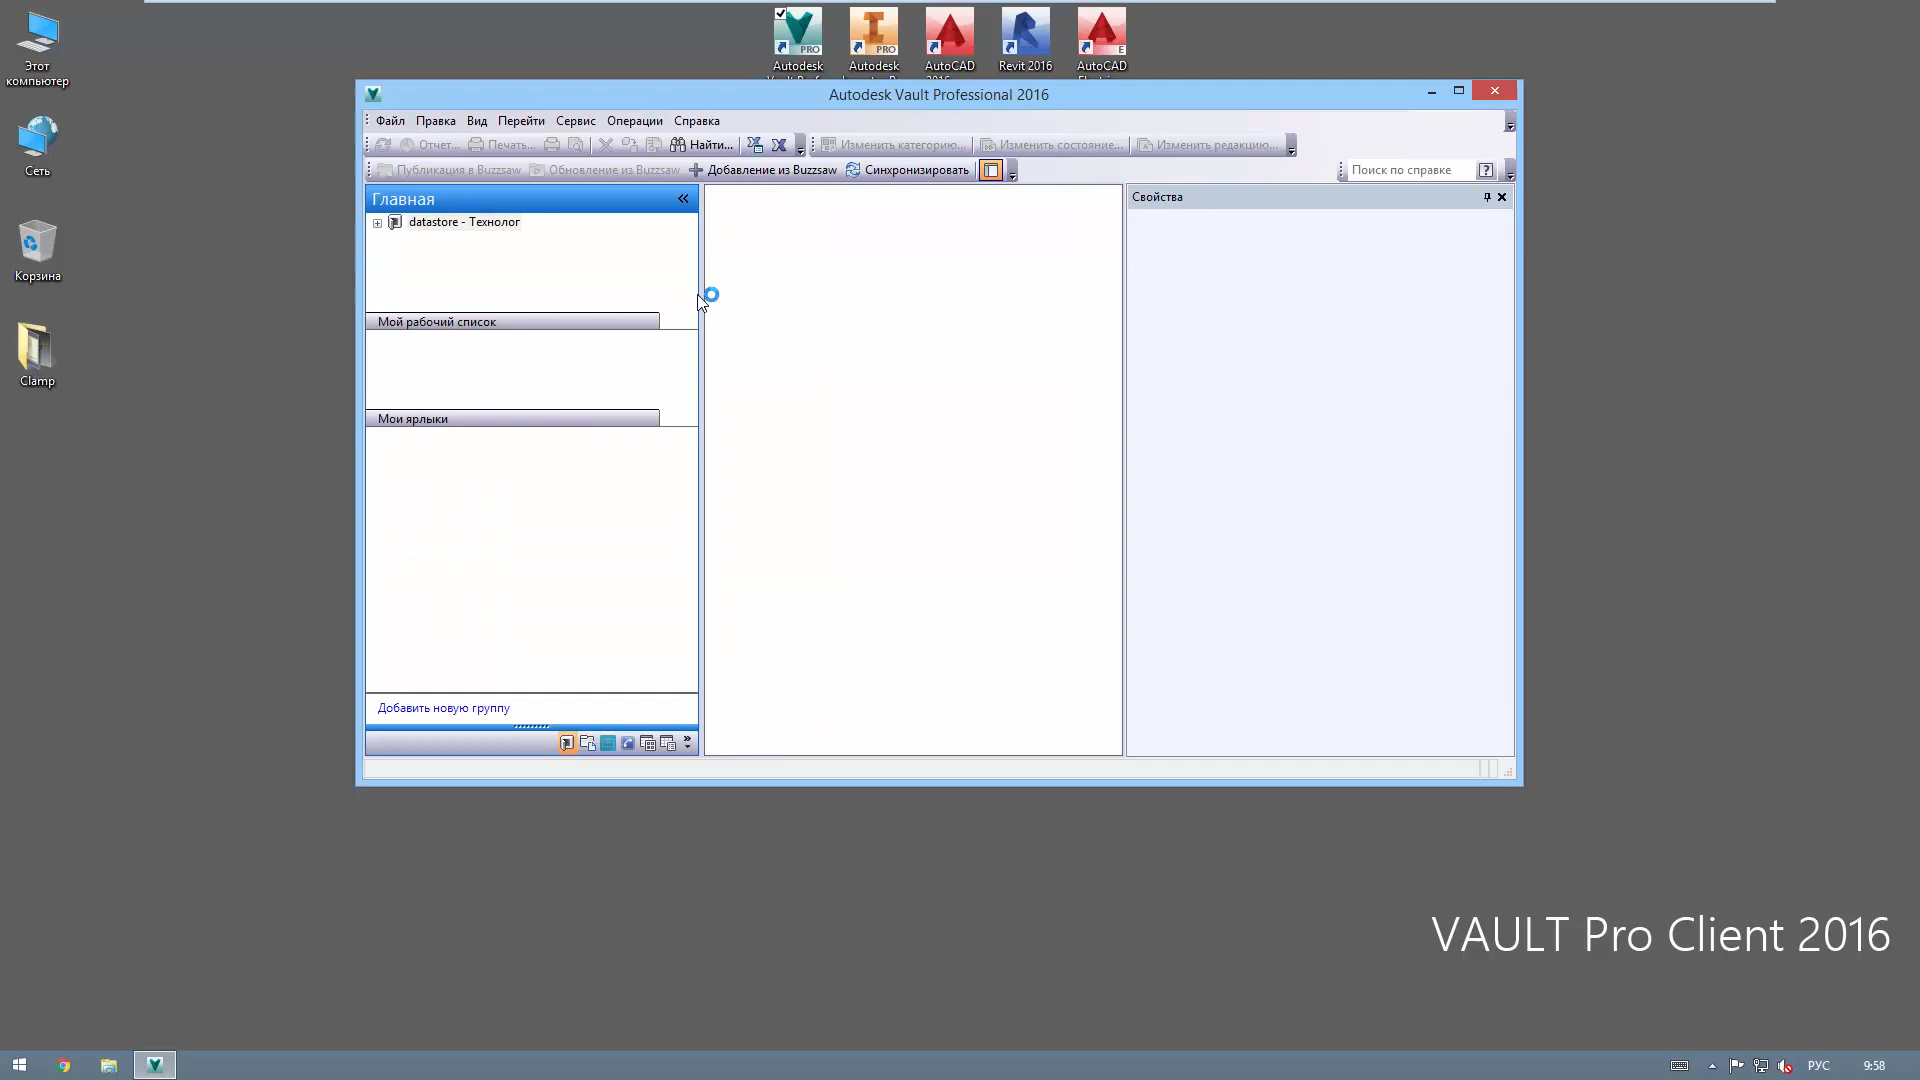 Этот
компьютер
Сеть
Корзина
Clamp
PRO
PRO
E
Autodesk
Autodesk
AutoCAD
2016
Revit 2016
AutoCAD
Autodesk Vault Professional 2016
Файл Правка Вид Перейти Сервис Операции Справка
Отчет... Печать... Найти... Изменить категорию... Изменить состояние... Изменить редакцию...
Публикация в Buzzsaw Обновление из Buzzsaw Добавление из Buzzsaw Синхронизировать Поиск по справке
Главная
datastore - Технолог
Мой рабочий список
Мои ярлыки
Добавить новую группу
Свойства
VAULT Pro Client 2016
РУС 9:58